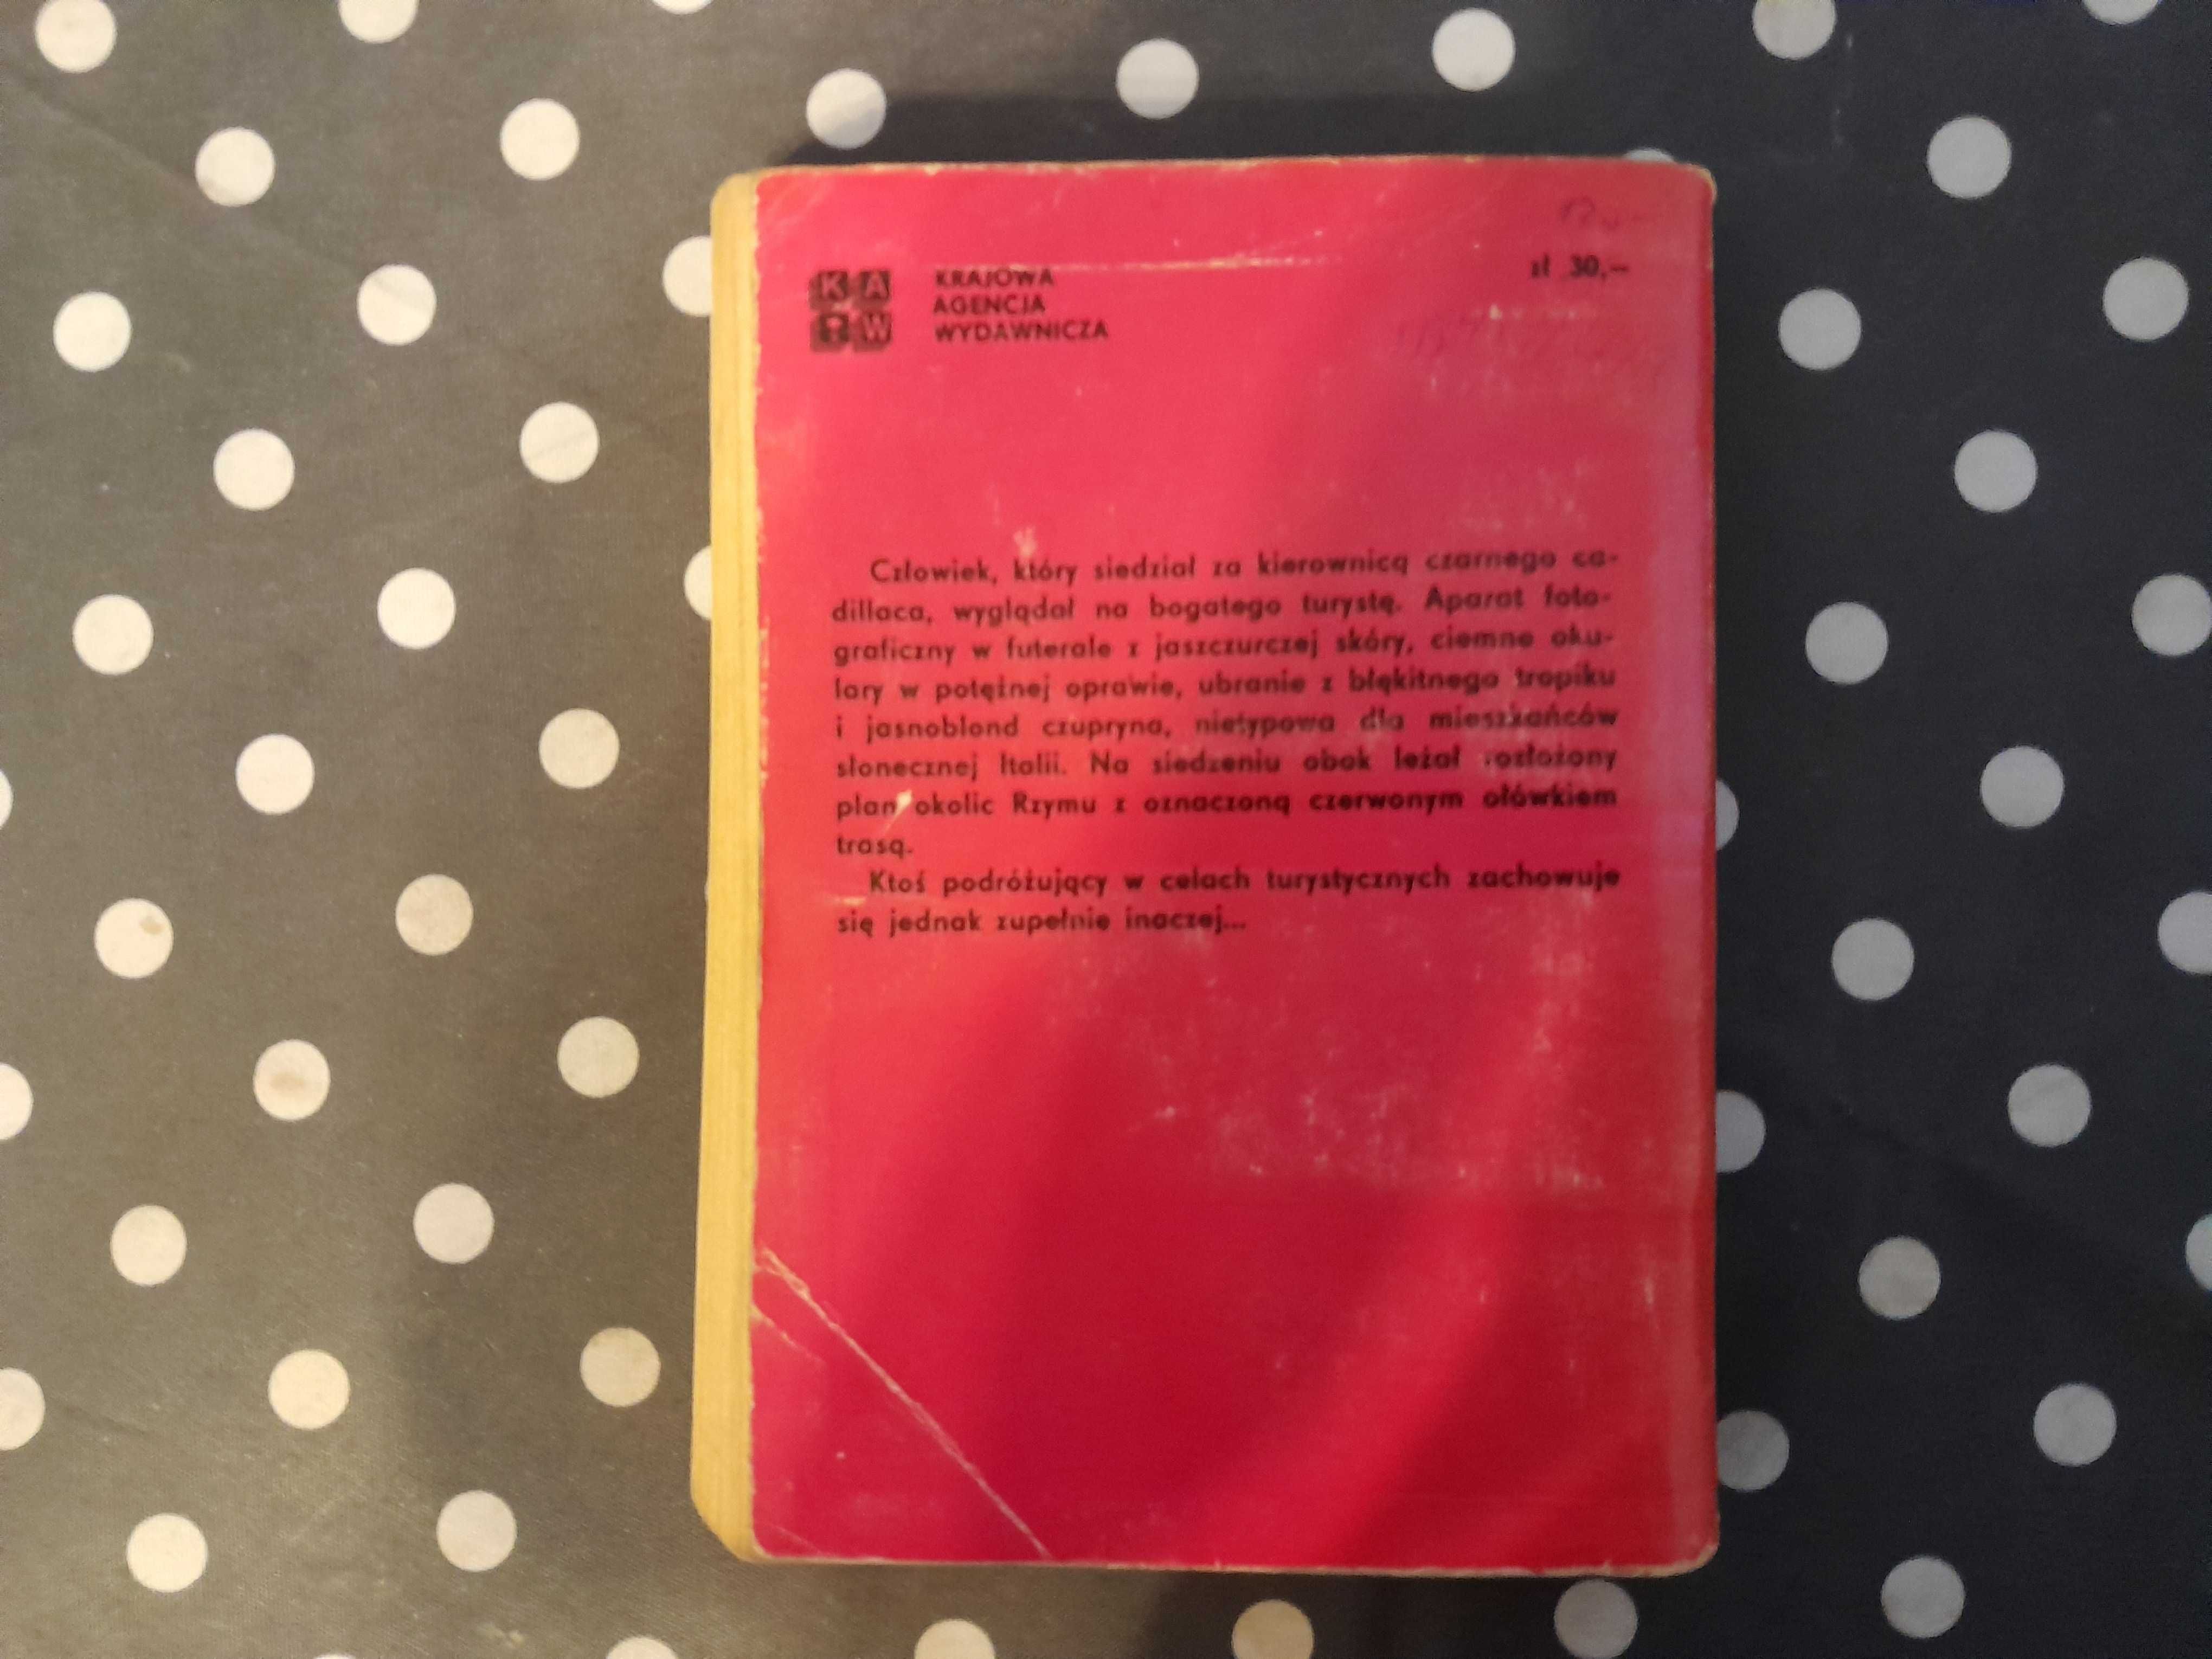 K A
W
KRAJOWA
AGENCJA
WYDAWNICZA
zł 30,—
Człowiek, który siedział za kierownicą czarnego ca-
dillaca, wyglądał na bogatego turystę. Aparat foto-
graficzny w futerale z jaszczurczej skóry, ciemne oku-
lary w potężnej oprawie, ubranie z błękitnego tropiku
i jasnoblond czupryna, nietypowa dla mieszkańców
słonecznej Italii. Na siedzeniu obok leżał rozłożony
plan okolic Rzymu z oznaczoną czerwonym ołówkiem
trasą.
Ktoś podróżujący w celach turystycznych zachowuje
się jednak zupełnie inaczej...